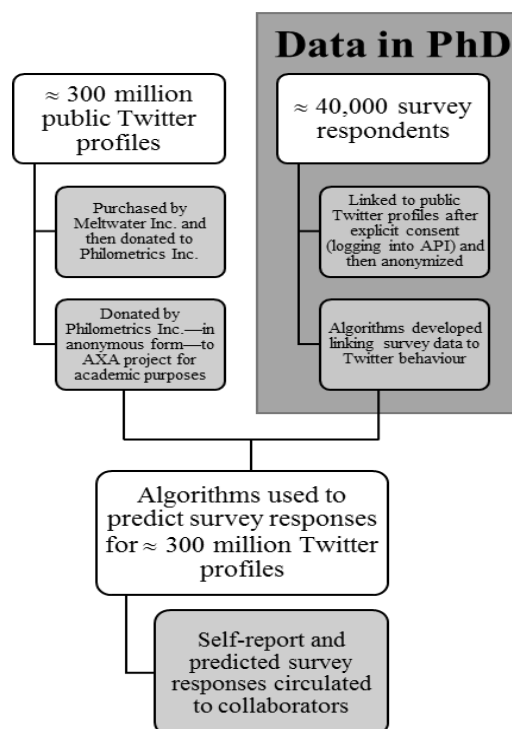 Data in PhD
≈ 300 million
public Twitter
profiles
Purchased by
Meltwater Inc. and
then donated to
Philometrics Inc.
Donated by
Philometrics Inc.—in
anonymous form—to
AXA project for
academic purposes
≈ 40,000 survey
respondents
Linked to public
Twitter profiles after
explicit consent
(logging into API) and
then anonymized
Algorithms developed
linking survey data to
Twitter behaviour
Algorithms used to
predict survey responses
for ≈ 300 million Twitter
profiles
Self-report and
predicted survey
responses circulated
to collaborators